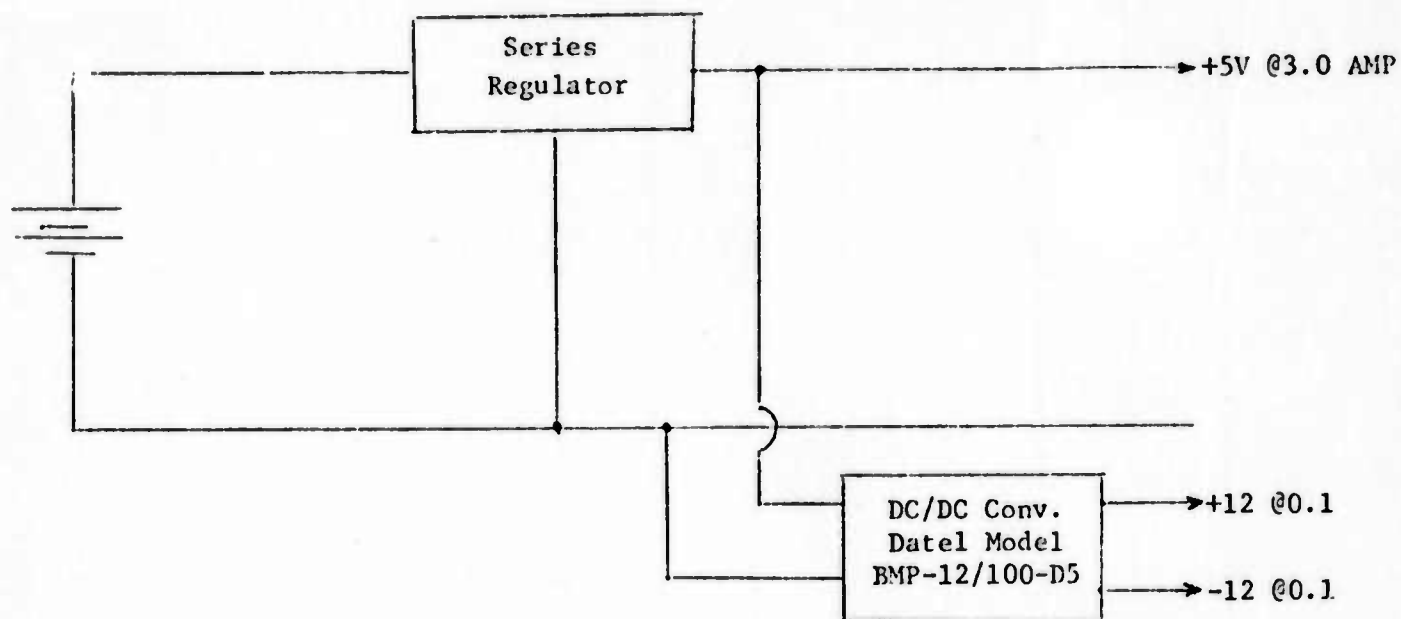 Series
Regulator
+5V @3.0 AMP
DC/DC Conv.
Datel Model
BMP-12/100-D5
+12 @0.1
-12 @0.1